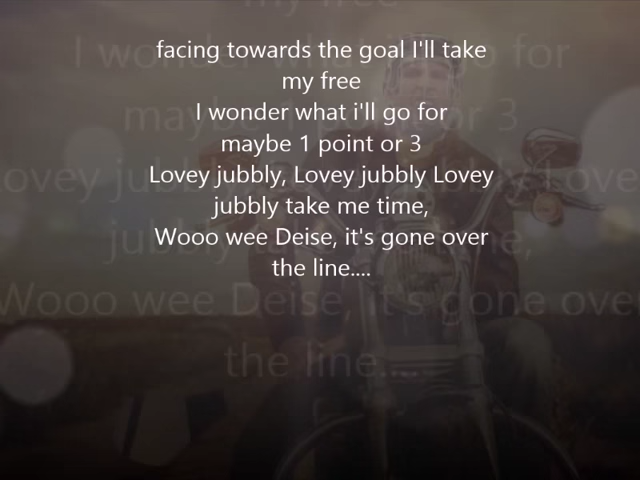 facing towards the goal I'll take
my free
I wonder what i'll go for
maybe 1 point or 3
Lovey jubbly, Lovey jubbly Lovey
jubbly take me time,
Wooo wee Deise, it's gone over
the line....